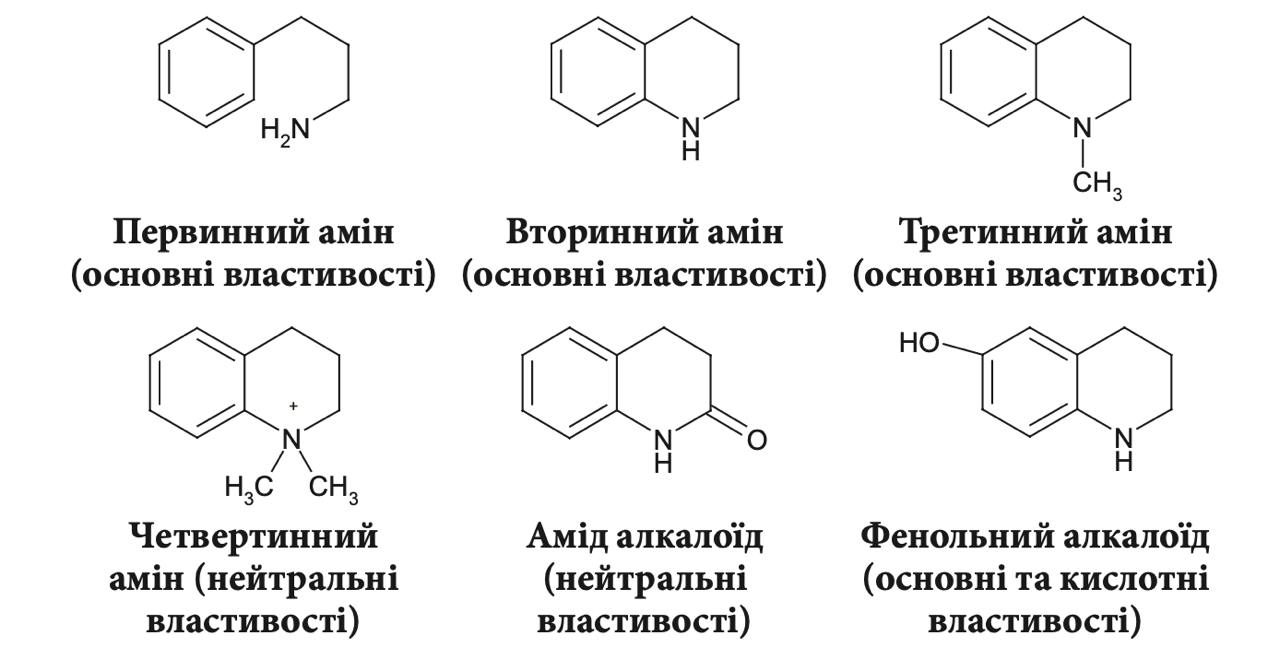 H₂N
N
H
N
CH₃
Первинний амін
(основні властивості)
Вторинний амін
(основні властивості)
Третинний амін
(основні властивості)
+
N
H₃C CH₃
N
H
O
HO
N
H
Четвертинний
амін (нейтральні
властивості)
Амід алкалоїд
(нейтральні
властивості)
Фенольний алкалоїд
(основні та кислотні
властивості)